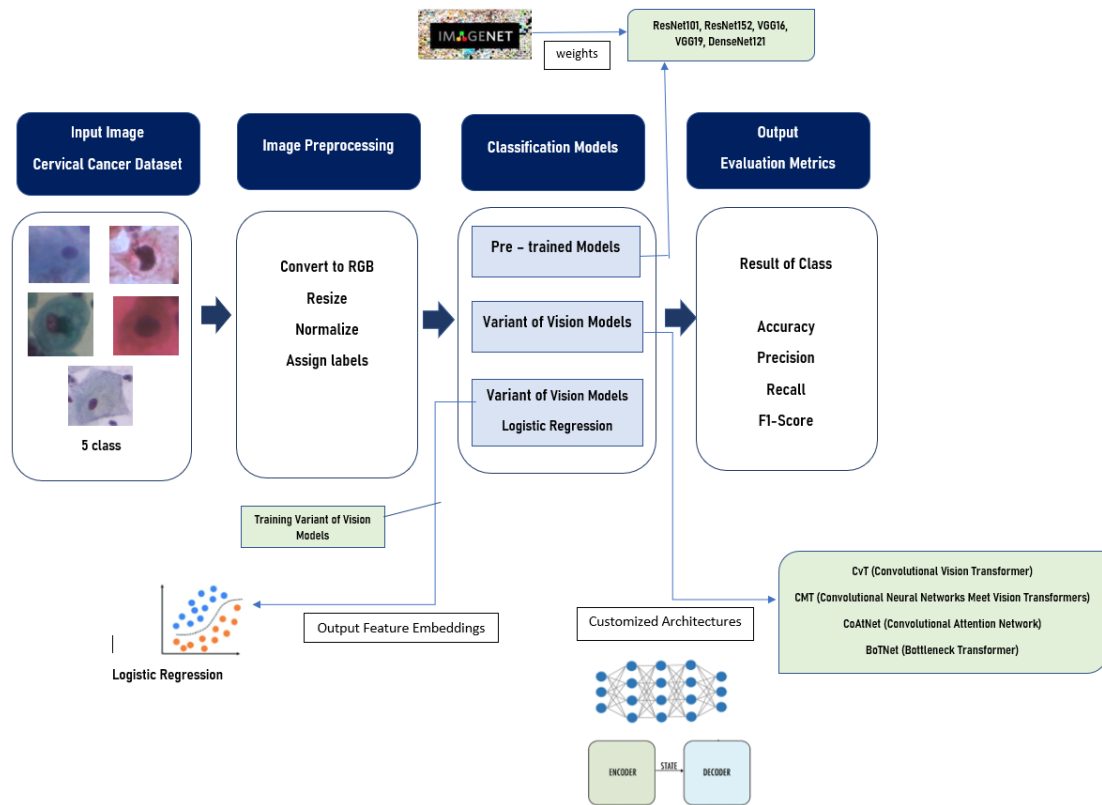 IMAGENET
weights
ResNet101, ResNet152, VGG16,
VGG19, DenseNet121
Input Image
Cervical Cancer Dataset
Image Preprocessing
Classification Models
Output
Evaluation Metrics
5 class
Convert to RGB
Resize
Normalize
Assign labels
Pre – trained Models
Variant of Vision Models
Variant of Vision Models
Logistic Regression
Result of Class
Accuracy
Precision
Recall
F1-Score
Training Variant of Vision
Models
Output Feature Embeddings
Logistic Regression
Customized Architectures
CvT (Convolutional Vision Transformer)
CMT (Convolutional Neural Networks Meet Vision Transformers)
CoAtNet (Convolutional Attention Network)
BoTNet (Bottleneck Transformer)
ENCODER
STATE
DECODER